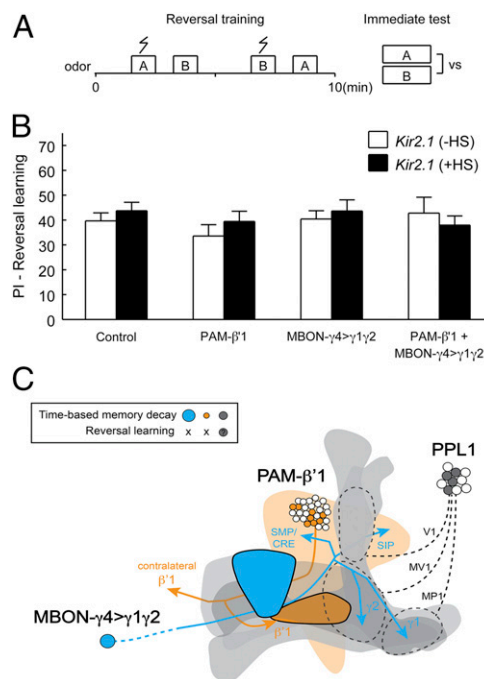 A
Reversal training
Immediate test
odor
A
B
B
A
0
10(min)
A
B
vs
B
Kir2.1 (-HS)
Kir2.1 (+HS)
PI - Reversal learning
70
60
50
40
30
20
10
0
Control
PAM-β'1
MBON-γ4>γ1γ2
PAM-β'1 +
MBON-γ4>γ1γ2
C
Time-based memory decay
Reversal learning x x ?
PPL1
PAM-β'1
SMP/
CRE
SIP
V1
MV1
MP1
contralateral
β'1
MBON-γ4>γ1γ2
β'1
γ2
γ1